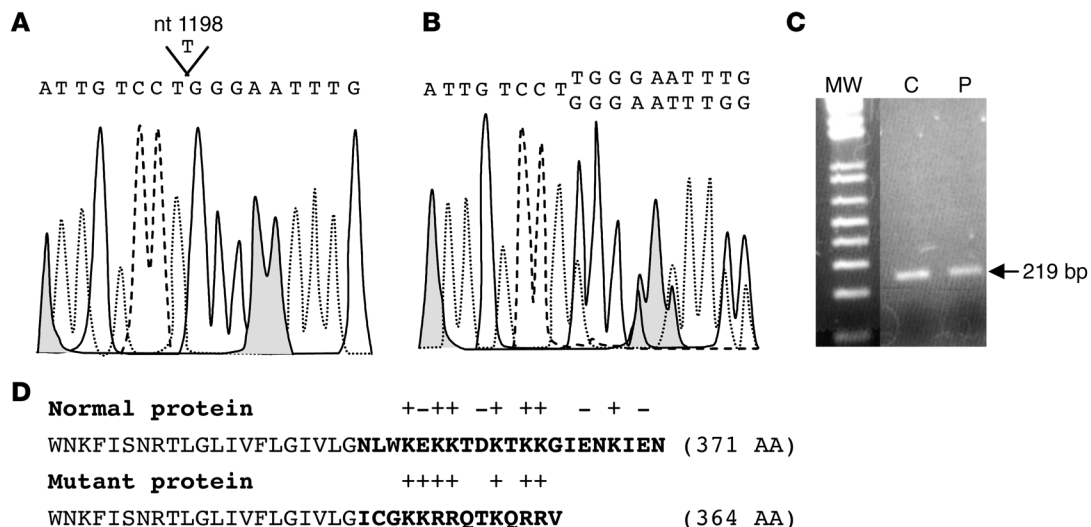 A
nt 1198
T
ATTGTCCTGGGAATTTG
B
ATTGTCCT
TGGGAATTTG
GGGAATTTGG
C
MW C P
219 bp
D
Normal protein +-++ -+ ++ - + -
WNKFISNRTLGLIVFLGIVLGNLWKEKKTDKTKKGIENKIEN (371 AA)
Mutant protein ++++ + ++
WNKFISNRTLGLIVFLGIVLGICGKKRRQTKQRRV (364 AA)